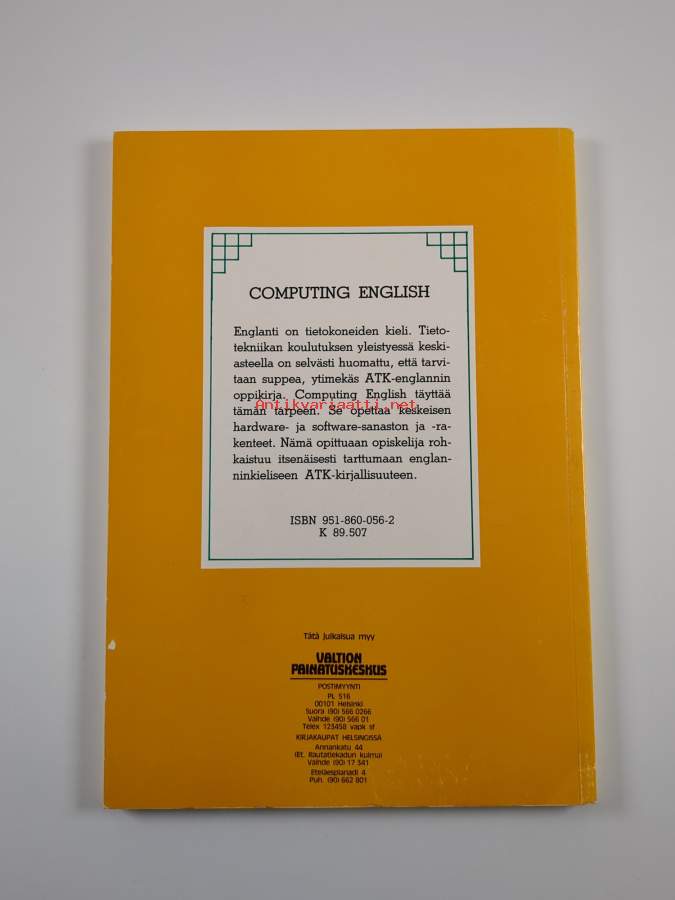 COMPUTING ENGLISH
Englanti on tietokoneiden kieli. Tieto-
tekniikan koulutuksen yleistyessä keski-
asteella on selvästi huomattu, että tarvi-
taan suppea, ytimekäs ATK-englannin
oppikirja. Computing English täyttää
Antikvariaatti.net
tämän tarpeen. Se opettaa keskeisen
hardware- ja software-sanaston ja -ra-
kenteet. Nämä opittuaan opiskelija roh-
kaistuu itsenäisesti tarttumaan englan-
ninkieliseen ATK-kirjallisuuteen.
ISBN 951-860-056-2
K 89.507
Tätä julkaisua myy
VALTION
PAINATUSKESKUS
POSTIMYYNTI
PL 516
00101 Helsinki
Suora (90) 566 0266
Vaihde (90) 566 01
Telex 123458 vapk sf
KIRJAKAUPAT HELSINGISSÄ
Annankatu 44
(Et. Rautatiekadun kulma)
Vaihde (90) 17 341
Eteläesplanadi 4
Puh. (90) 662 801